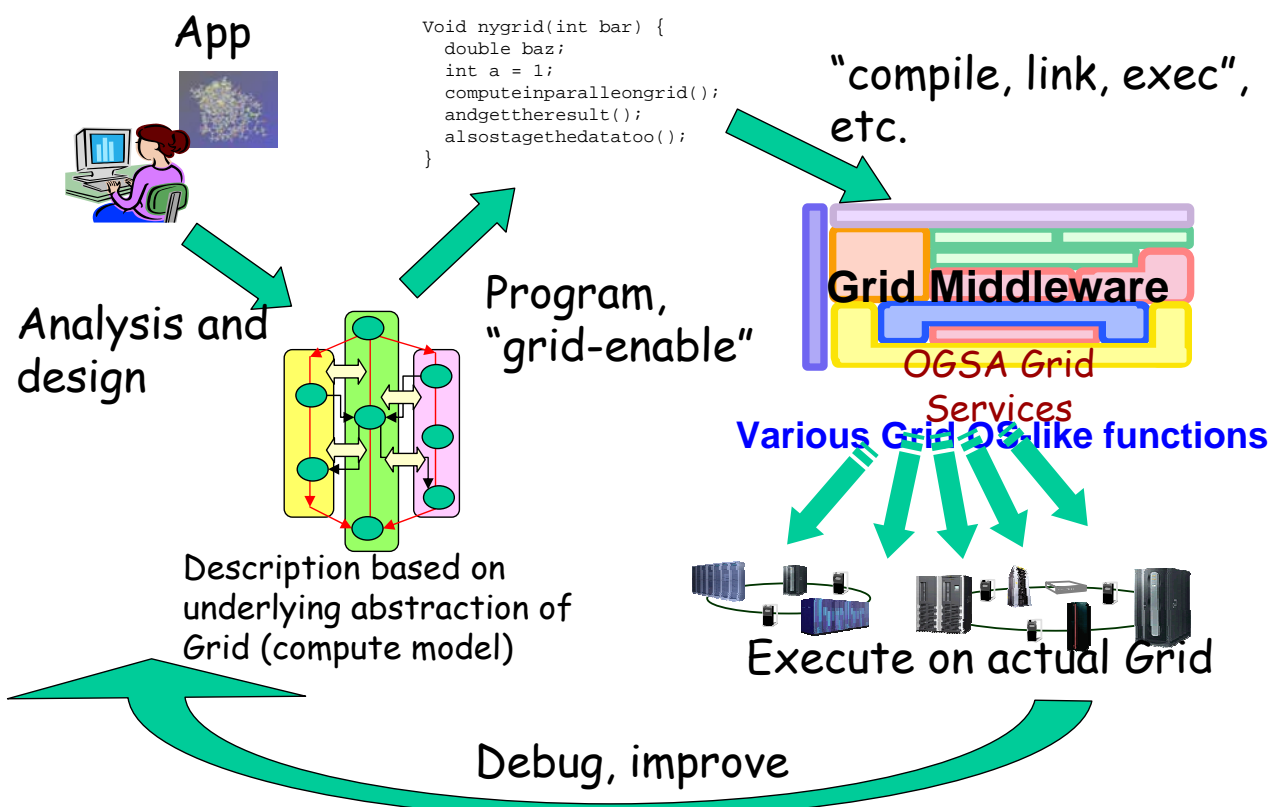 App
Void nygrid(int bar) {
double baz;
int a = 1;
computeinparalleongrid();
andgettheresult();
alsostagethedatatoo();
}
“compile, link, exec”,
etc.
Analysis and
design
Program,
“grid-enable”
Grid Middleware
OGSA Grid
Services
Various Grid OS-like functions
Description based on
underlying abstraction of
Grid (compute model)
Execute on actual Grid
Debug, improve